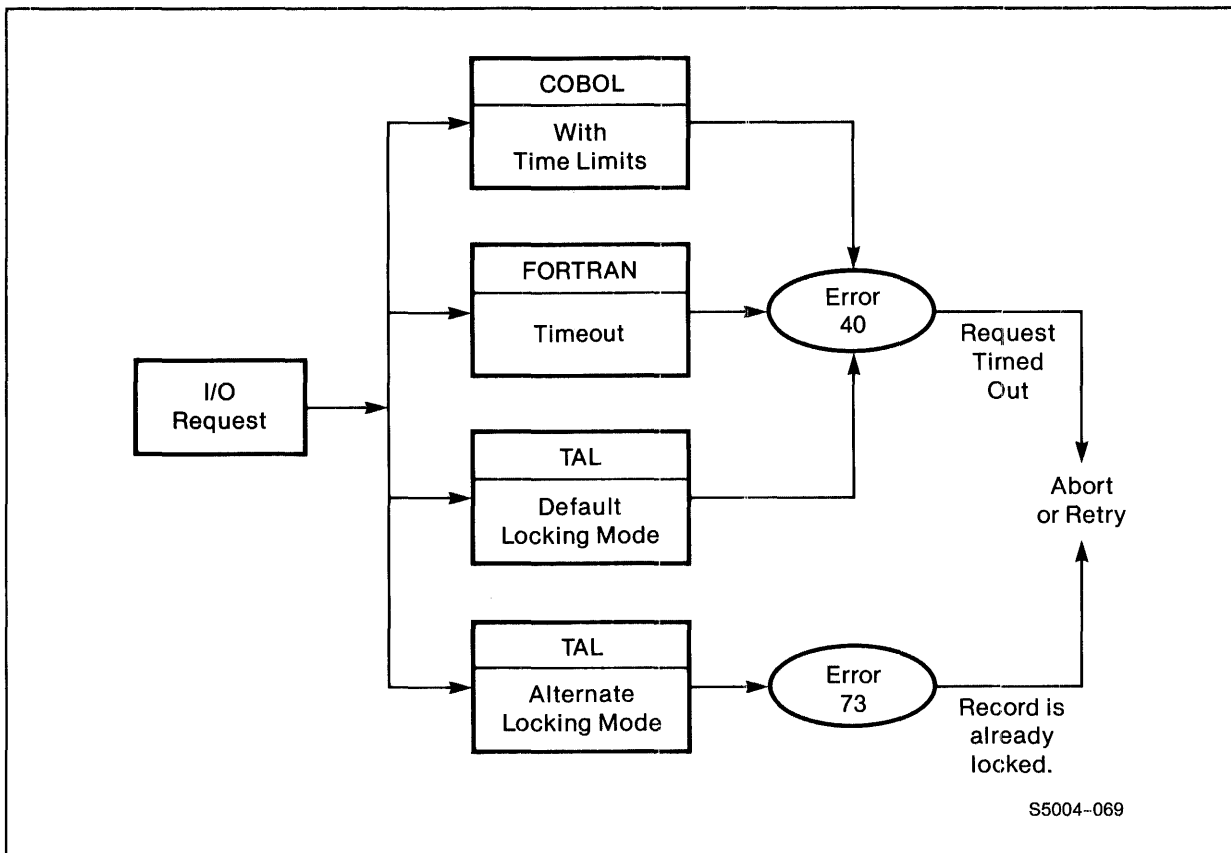 COBOL
With
Time Limits
FORTRAN
Timeout
I/O
Request
TAL
Default
Locking Mode
TAL
Alternate
Locking Mode
Error
40
Request
Timed
Out
Abort
or Retry
Error
73
Record is
already
locked.
S5004-069